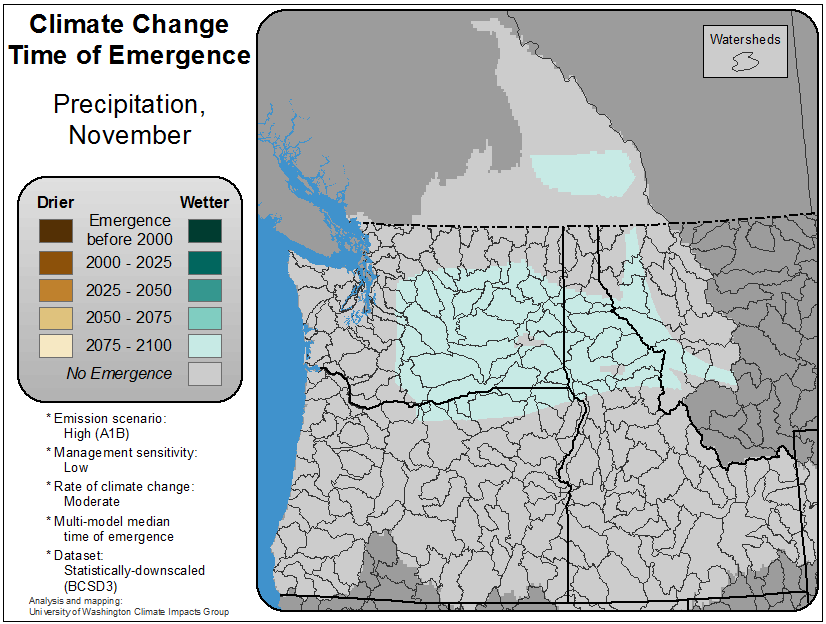 Climate Change
Time of Emergence
Precipitation,
November
Drier
Wetter
Emergence
before 2000
2000 - 2025
2025 - 2050
2050 - 2075
2075 - 2100
No Emergence
* Emission scenario:
High (A1B)
* Management sensitivity:
Low
* Rate of climate change:
Moderate
* Multi-model median
time of emergence
* Dataset:
Statistically-downscaled
(BCSD3)
Analysis and mapping:
University of Washington Climate Impacts Group
Watersheds